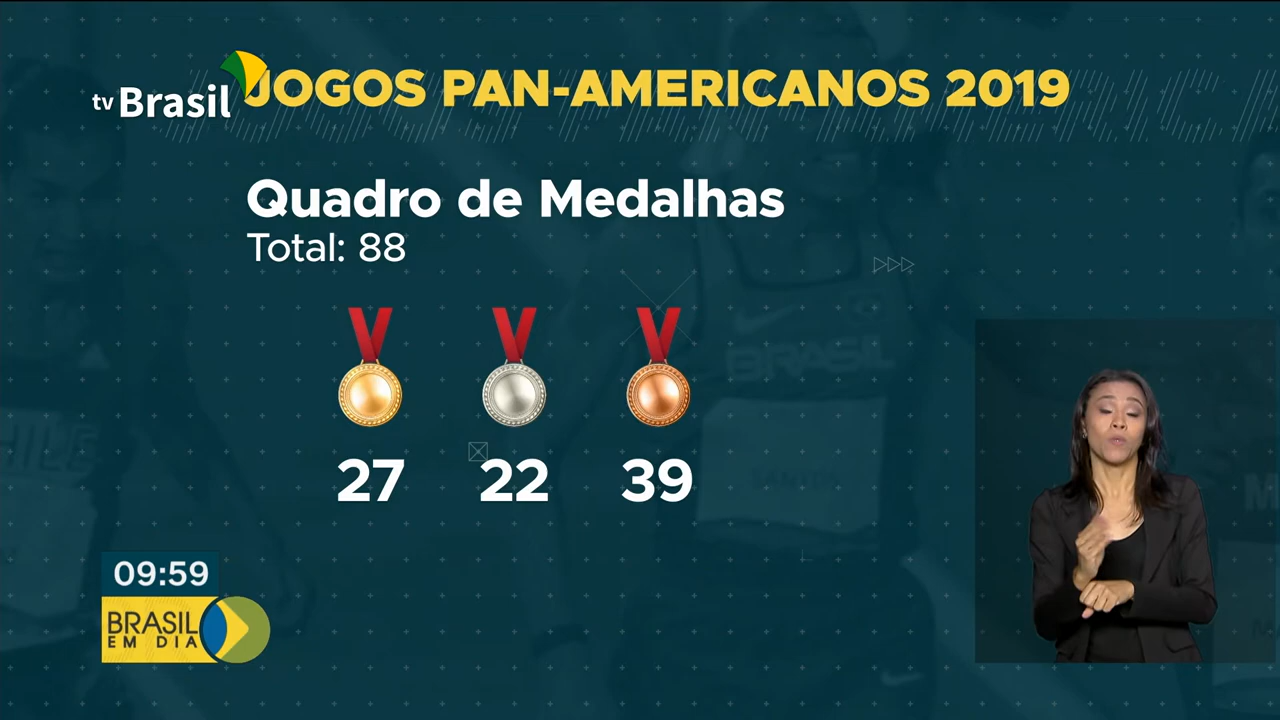 tv Brasil
JOGOS PAN-AMERICANOS 2019
Quadro de Medalhas
Total: 88
BRASIL
27 22 39
09:59
BRASIL
EM DIA